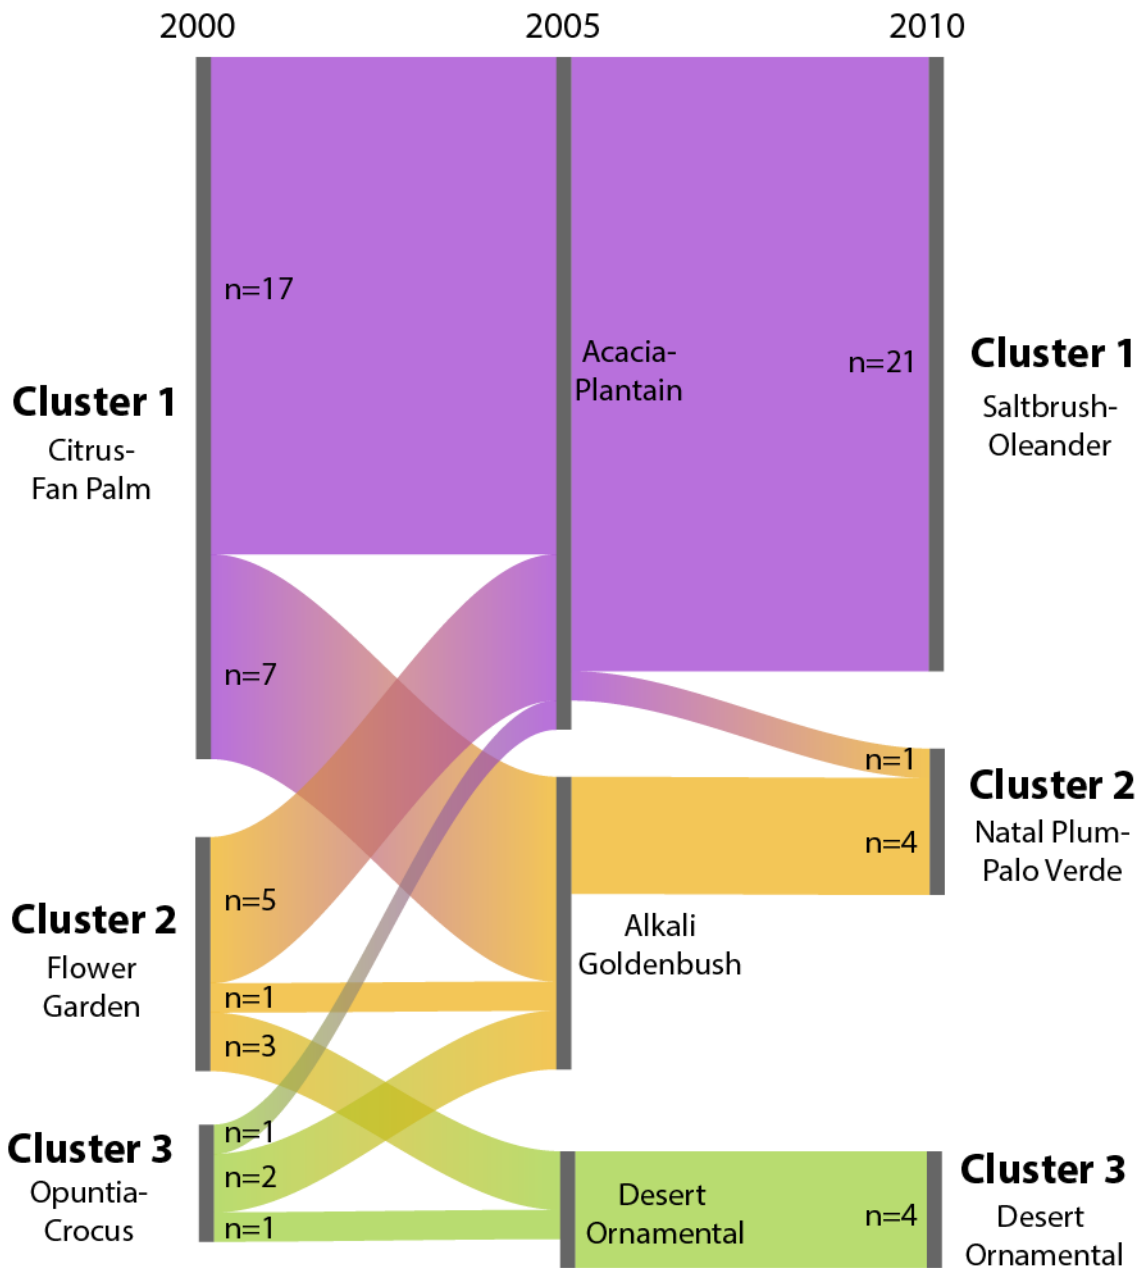 2000 2005 2010
n=17
Acacia-
Plantain
n=21
Cluster 1
Saltbrush-
Oleander
Cluster 1
Citrus-
Fan Palm
n=7
n=1
Cluster 2
Natal Plum-
Palo Verde
n=4
n=5
Cluster 2
Flower
Garden
Alkali
Goldenbush
n=1
n=3
n=1
Cluster 3
Opuntia-
Crocus
n=2
n=1
Desert
Ornamental
n=4
Cluster 3
Desert
Ornamental